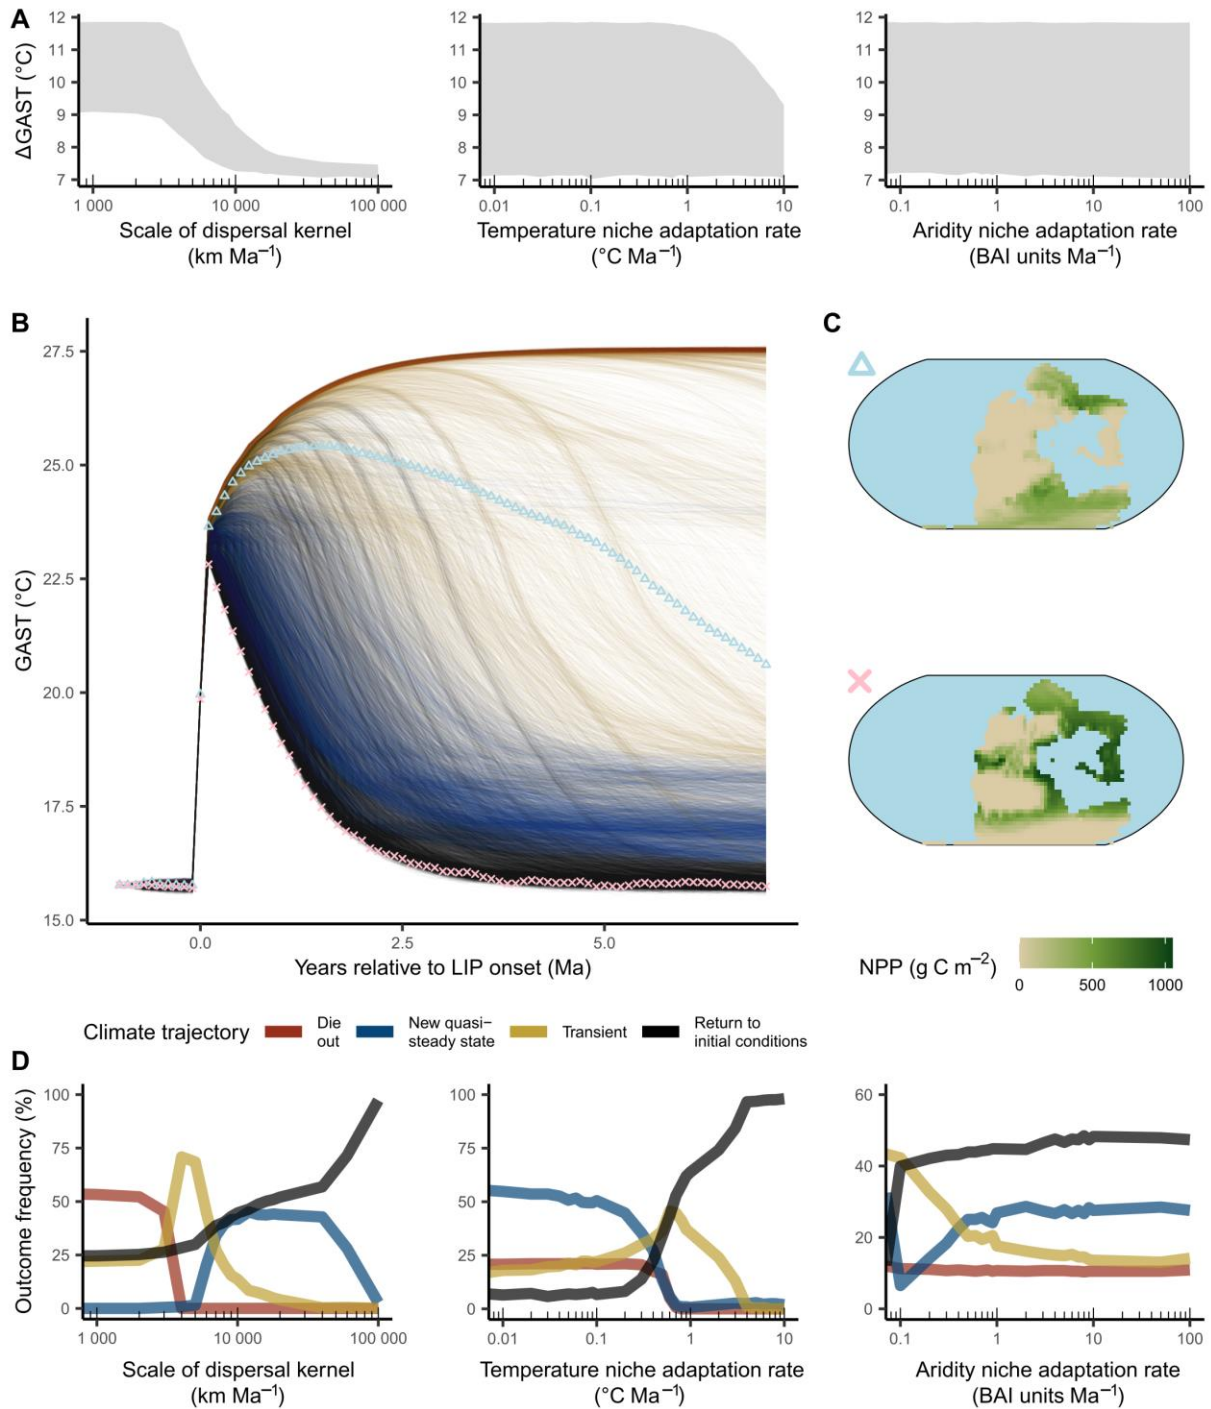 A
ΔGAST (°C)
12
11
10
9
8
7
1 000
10 000
100 000
Scale of dispersal kernel
(km Ma⁻¹)
12
11
10
9
8
7
0.01
0.1
1
10
Temperature niche adaptation rate
(°C Ma⁻¹)
12
11
10
9
8
7
0.1
1
10
100
Aridity niche adaptation rate
(BAI units Ma⁻¹)
B
GAST (°C)
27.5
25.0
22.5
20.0
17.5
15.0
0.0
2.5
5.0
Years relative to LIP onset (Ma)
C
NPP (g C m⁻²)
0
500
1000
Climate trajectory
Die
out
New quasi−
steady state
Transient
Return to
initial conditions
D
Outcome frequency (%)
100
75
50
25
0
1 000
10 000
100 000
Scale of dispersal kernel
(km Ma⁻¹)
100
75
50
25
0
0.01
0.1
1
10
Temperature niche adaptation rate
(°C Ma⁻¹)
60
40
20
0
0.1
1
10
100
Aridity niche adaptation rate
(BAI units Ma⁻¹)